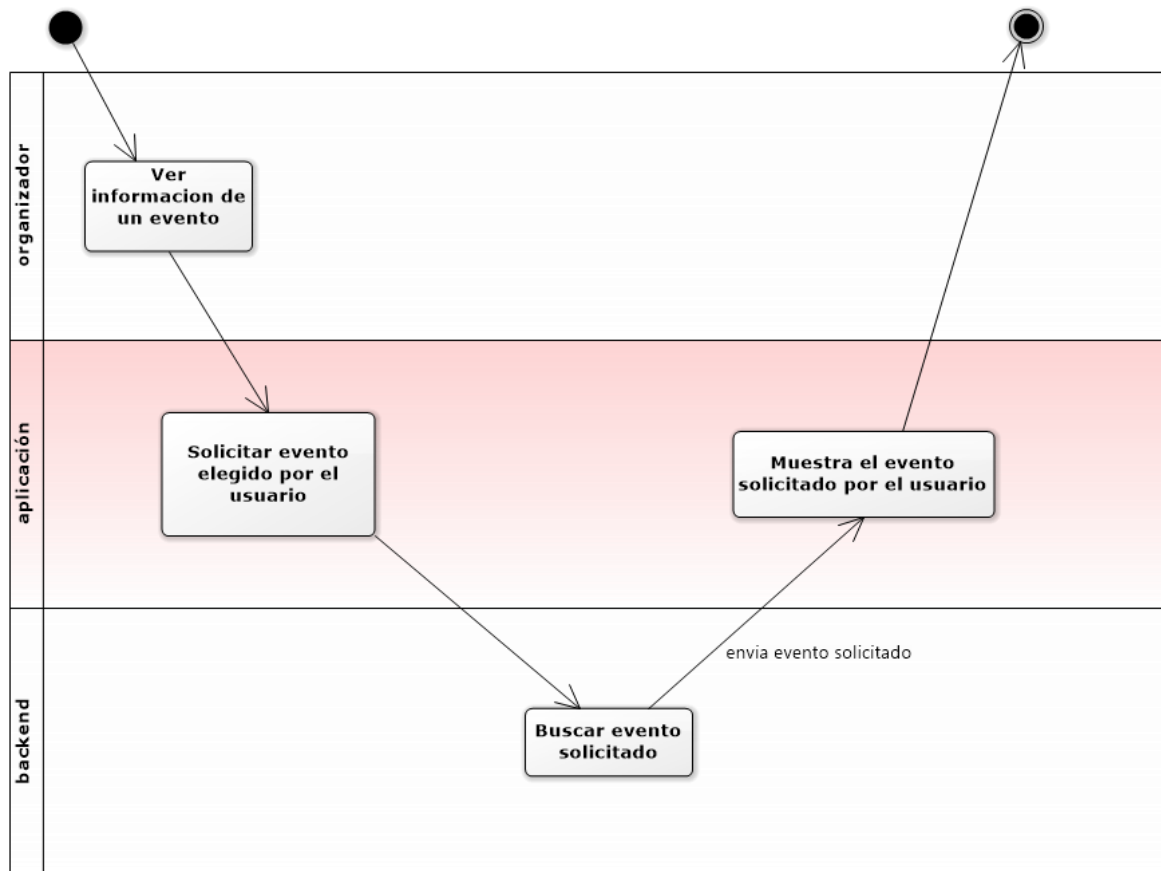 organizador
Ver
informacion de
un evento
aplicación
Solicitar evento
elegido por el
usuario
Muestra el evento
solicitado por el usuario
backend
envia evento solicitado
Buscar evento
solicitado